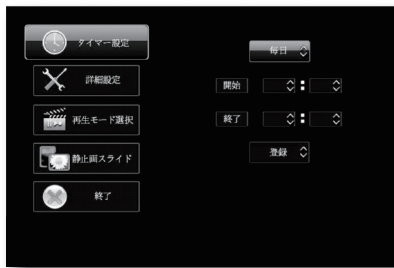 タイマー設定
詳細設定
再生モード選択
静止画スライド
終了
毎日
開始 :
終了 :
登録